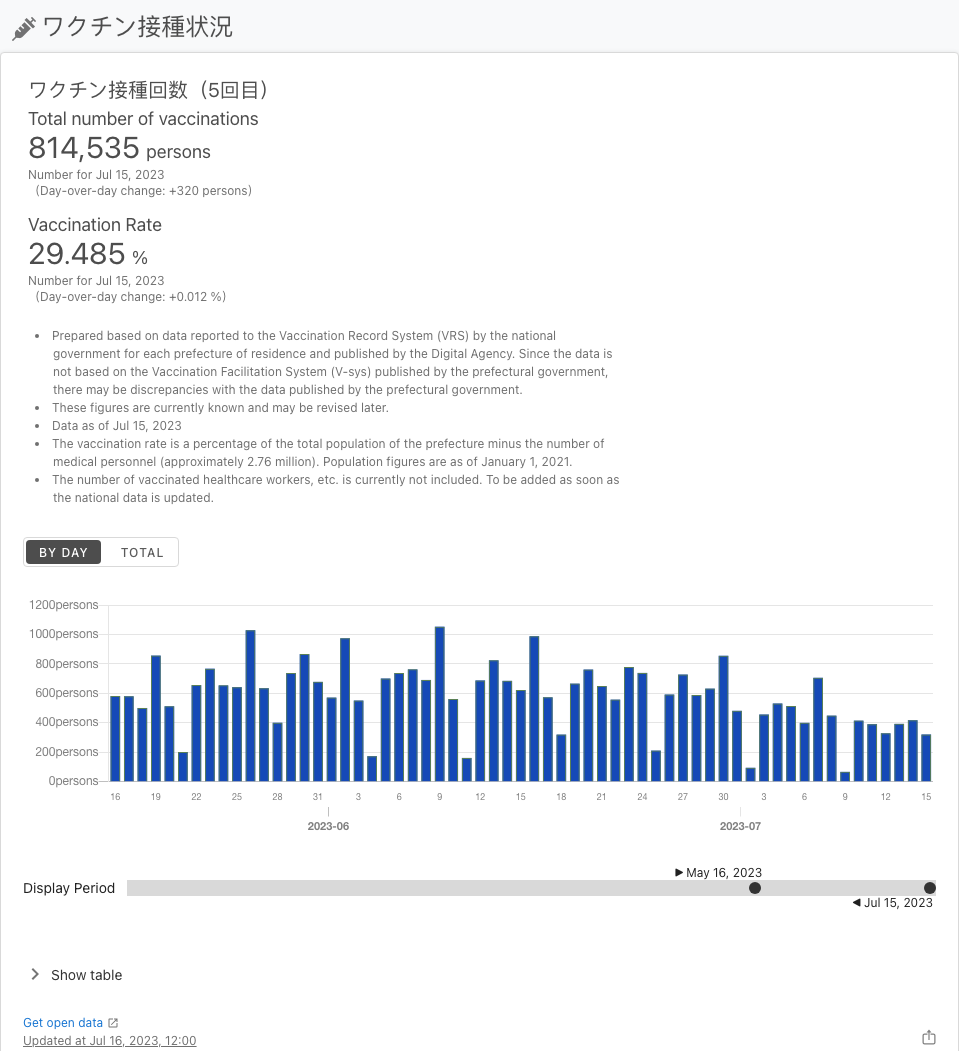 ワクチン接種状況
ワクチン接種回数（5回目）
Total number of vaccinations
814,535 persons
Number for Jul 15, 2023
（Day-over-day change: +320 persons）
Vaccination Rate
29.485 %
Number for Jul 15, 2023
（Day-over-day change: +0.012 %）
• Prepared based on data reported to the Vaccination Record System (VRS) by the national
government for each prefecture of residence and published by the Digital Agency. Since the data is
not based on the Vaccination Facilitation System (V-sys) published by the prefectural government,
there may be discrepancies with the data published by the prefectural government.
• These figures are currently known and may be revised later.
• Data as of Jul 15, 2023
• The vaccination rate is a percentage of the total population of the prefecture minus the number of
medical personnel (approximately 2.76 million). Population figures are as of January 1, 2021.
• The number of vaccinated healthcare workers, etc. is currently not included. To be added as soon as
the national data is updated.
BY DAY TOTAL
1200persons
1000persons
800persons
600persons
400persons
200persons
0persons
16 19 22 25 28 31 3 6 9 12 15 18 21 24 27 30 3 6 9 12 15
2023-06 2023-07
▶ May 16, 2023
Display Period
◀ Jul 15, 2023
Show table
Get open data
Updated at Jul 16, 2023, 12:00